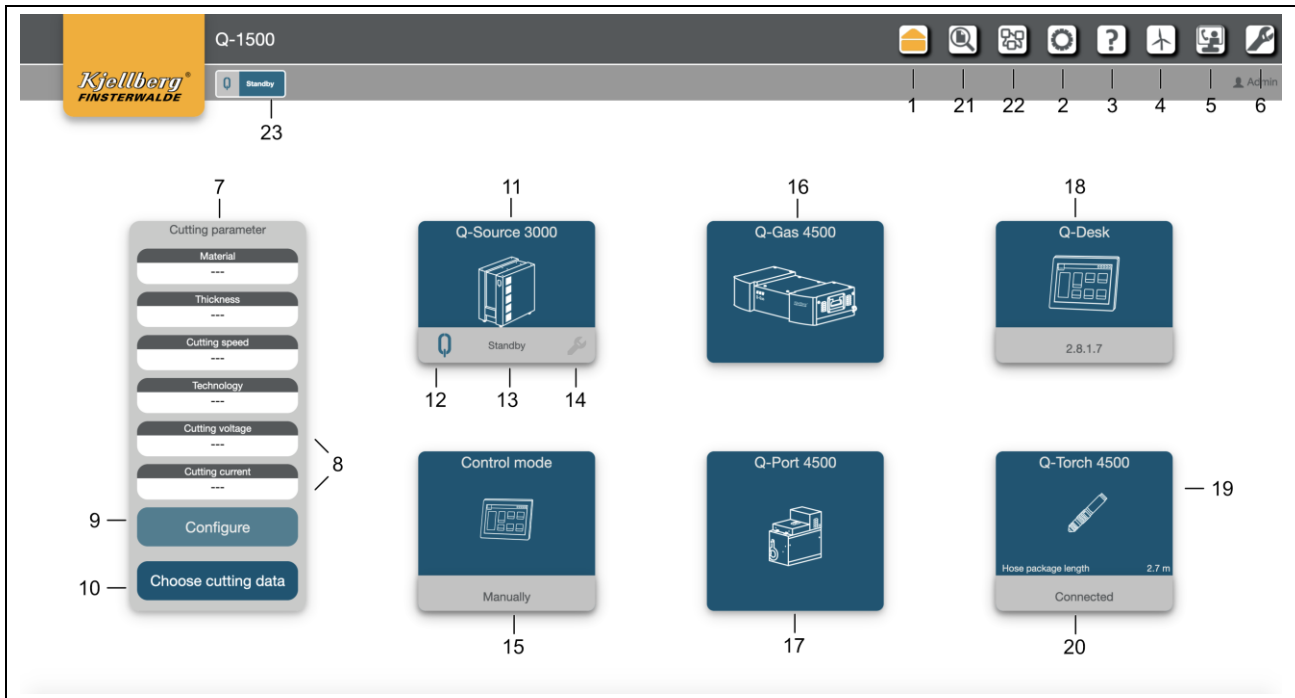 Q-1500
Kjellberg®
FINSTERWALDE
Standby
Admin
1 21 22 2 3 4 5 6
23
7 11 16 18
Cutting parameter
Material
---
Thickness
---
Cutting speed
---
Technology
---
Cutting voltage
---
Cutting current
---
8
9
Configure
10
Choose cutting data
Q-Source 3000
Standby
12 13 14
Q-Gas 4500
Q-Desk
2.8.1.7
Control mode
Manually
15
Q-Port 4500
17
Q-Torch 4500
19
Hose package length 2.7 m
Connected
20